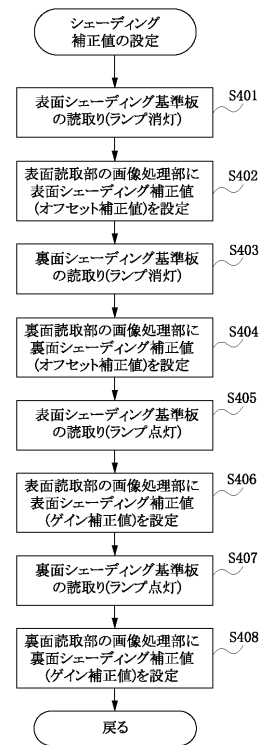 シェーディング
補正値の設定
表面シェーディング基準板
の読取り(ランプ消灯)
S401
表面読取部の画像処理部に
表面シェーディング補正値
(オフセット補正値)を設定
S402
裏面シェーディング基準板
の読取り(ランプ消灯)
S403
裏面読取部の画像処理部に
裏面シェーディング補正値
(オフセット補正値)を設定
S404
表面シェーディング基準板
の読取り(ランプ点灯)
S405
表面読取部の画像処理部に
表面シェーディング補正値
(ゲイン補正値)を設定
S406
裏面シェーディング基準板
の読取り(ランプ点灯)
S407
裏面読取部の画像処理部に
裏面シェーディング補正値
(ゲイン補正値)を設定
S408
戻る